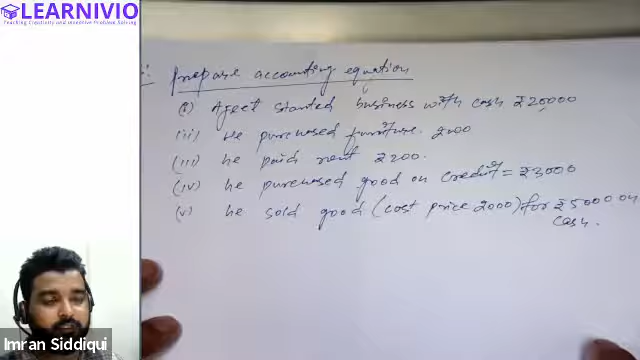 LEARNIVIO
Teaching Creativity and Inventive Problem Solving
prepare accounting equation
(i) Ajeet started business with cash ₹20,000
(ii) He purchased furniture. 2000
(iii) he paid rent ₹200.
(iv) he purchased good on credit = ₹3000
(v) he sold good (cost price 2000) for ₹5000 on
cash.
Imran Siddiqui